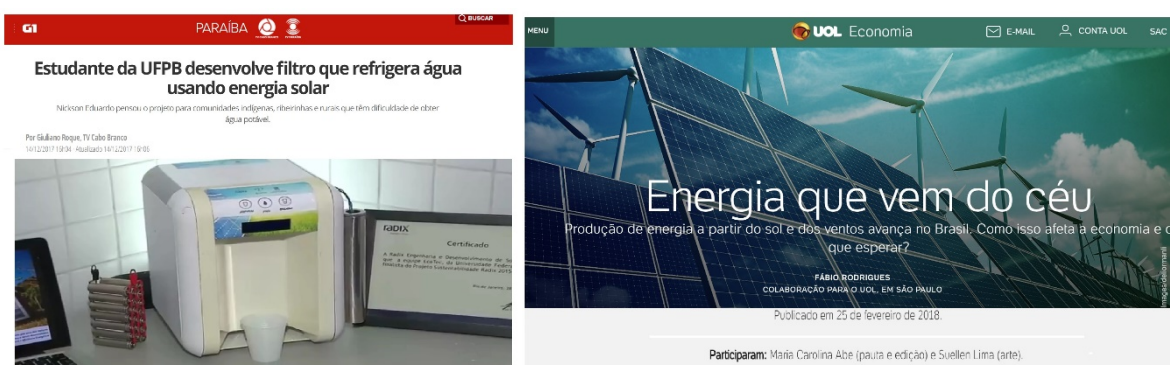 G1
PARAÍBA
BUSCAR
Estudante da UFPB desenvolve filtro que refrigera água
usando energia solar
Nickson Eduardo pensou o projeto para comunidades indígenas, ribeirinhas e rurais que têm dificuldade de obter
água potável.
Por Giuliano Roque, TV Cabo Branco
14/12/2017 Atualizado 14/12/2017
RADIX
Certificado
MENU
UOL Economia
E-MAIL
CONTA UOL
SAC
Energia que vem do céu
Produção de energia a partir do sol e dos ventos avança no Brasil. Como isso afeta a economia e o
que esperar?
FÁBIO RODRIGUES
COLABORAÇÃO PARA O UOL, EM SÃO PAULO
Publicado em 25 de fevereiro de 2018.
Participaram: Maria Carolina Abe (pauta e edição) e Suellen Lima (arte).